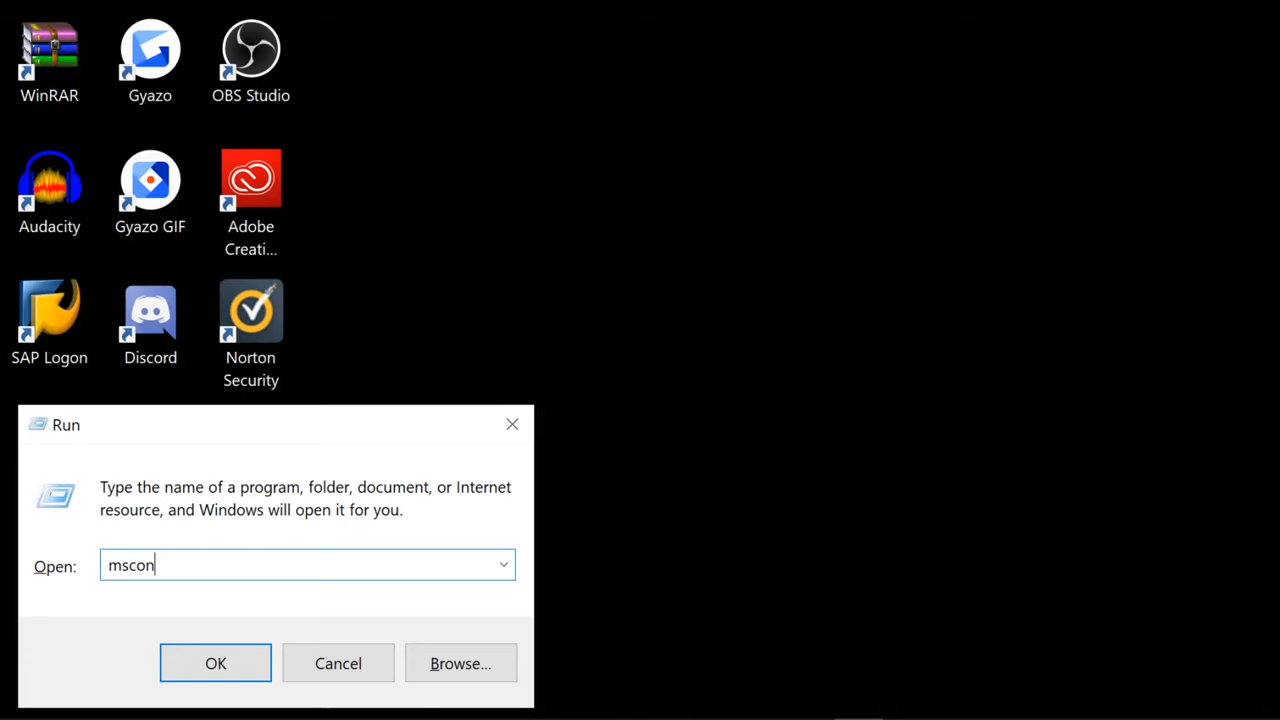 WinRAR
Gyazo
OBS Studio
Audacity
Gyazo GIF
Adobe
Creati...
SAP Logon
Discord
Norton
Security
Run
Type the name of a program, folder, document, or Internet
resource, and Windows will open it for you.
Open:
mscon
OK
Cancel
Browse...